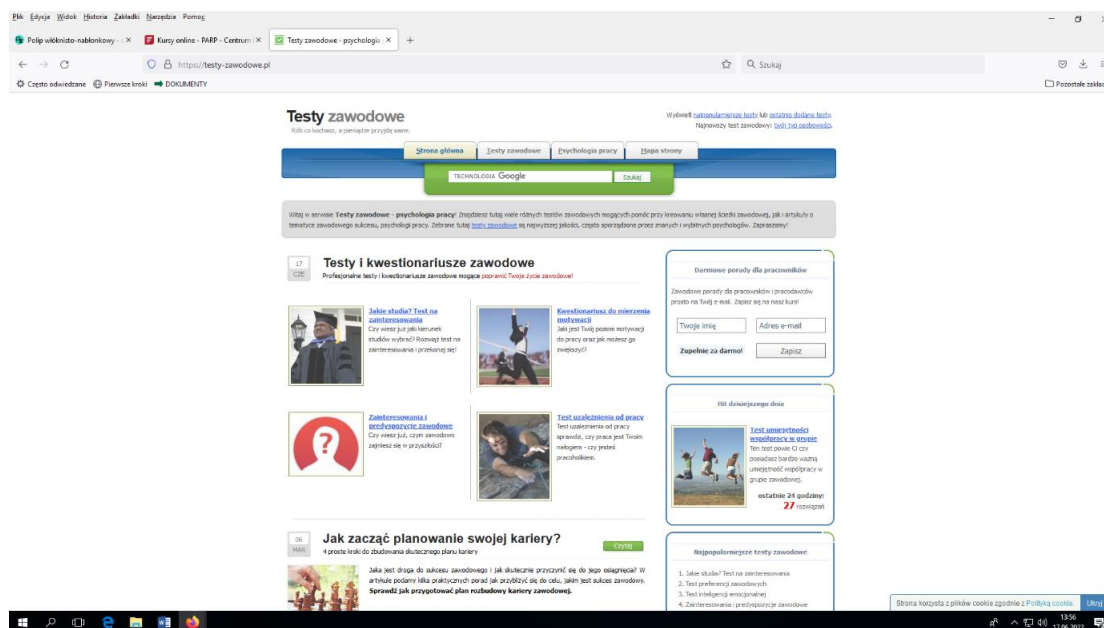 Plik Edycja Widok Historia Zakładki Narzędzia Pomoc
Polip włóknisto-nabłonkowy -
Kursy online - PARP - Centrum
Testy zawodowe - psychologia
https://testy-zawodowe.pl
Szukaj
Często odwiedzane Pierwsze kroki DOKUMENTY
Pozostałe zakład
Testy zawodowe
Rób co kochasz, a pieniądze przyjdą same.
Wyświetl najpopularniejsze testy lub ostatnio dodane testy.
Najnowszy test zawodowy: twój typ osobowości.
Strona główna Testy zawodowe Psychologia pracy Mapa strony
TECHNOLOGIA Google Szukaj
Witaj w serwisie Testy zawodowe - psychologia pracy! Znajdziesz tutaj wiele różnych testów zawodowych mogących pomóc przy kreowaniu własnej ścieżki zawodowej, jak i artykuły o
tematyce zawodowego sukcesu, psychologi pracy. Zebrane tutaj testy zawodowe są najwyższej jakości, często sporządzone przez znanych i wybitnych psychologów. Zapraszamy!
17
CZE
Testy i kwestionariusze zawodowe
Profesjonalne testy i kwestionariusze zawodowe mogące poprawić Twoje życie zawodowe!
Jakie studia? Test na
zainteresowania
Czy wiesz już jaki kierunek
studiów wybrać? Rozwiąż test na
zainteresowania i przekonaj się!
Kwestionariusz do mierzenia
motywacji
Jaki jest Twój poziom motywacji
do pracy oraz jak możesz go
zwiększyć?
Zainteresowania i
predyspozycje zawodowe
Czy wiesz już, czym zawodowo
zajmiesz się w przyszłości?
Test uzależnienia od pracy
Test uzależnienia od pracy
sprawdzi, czy praca jest Twoim
nałogiem - czy jesteś
pracoholikiem.
06
MAR
Jak zacząć planowanie swojej kariery?
4 proste kroki do zbudowania skutecznego planu kariery
Czytaj
Jaka jest droga do sukcesu zawodowego i jak skutecznie przyczynić się do jego osiągnięcia? W
artykule podamy kilka praktycznych porad jak przybliżyć się do celu, jakim jest sukces zawodowy.
Sprawdź jak przygotować plan rozbudowy kariery zawodowej.
Darmowe porady dla pracowników
Zawodowe porady dla pracowników i pracodawców
prosto na Twój e-mail. Zapisz się na nasz kurs!
Twoje imię Adres e-mail
Zupełnie za darmo! Zapisz
Hit dzisiejszego dnia
Test umiejętności
współpracy w grupie
Ten test powie Ci czy
posiadasz bardzo ważną
umiejętność współpracy w
grupie zawodowej.
ostatnie 24 godziny:
27 rozwiązań
Najpopularniejsze testy zawodowe
1. Jakie studia? Test na zainteresowania
2. Test preferencji zawodowych
3. Test inteligencji emocjonalnej
4. Zainteresowania i predyspozycje zawodowe
Strona korzysta z plików cookie zgodnie z Polityką cookie. Ukryj
13:56
17.06.2022